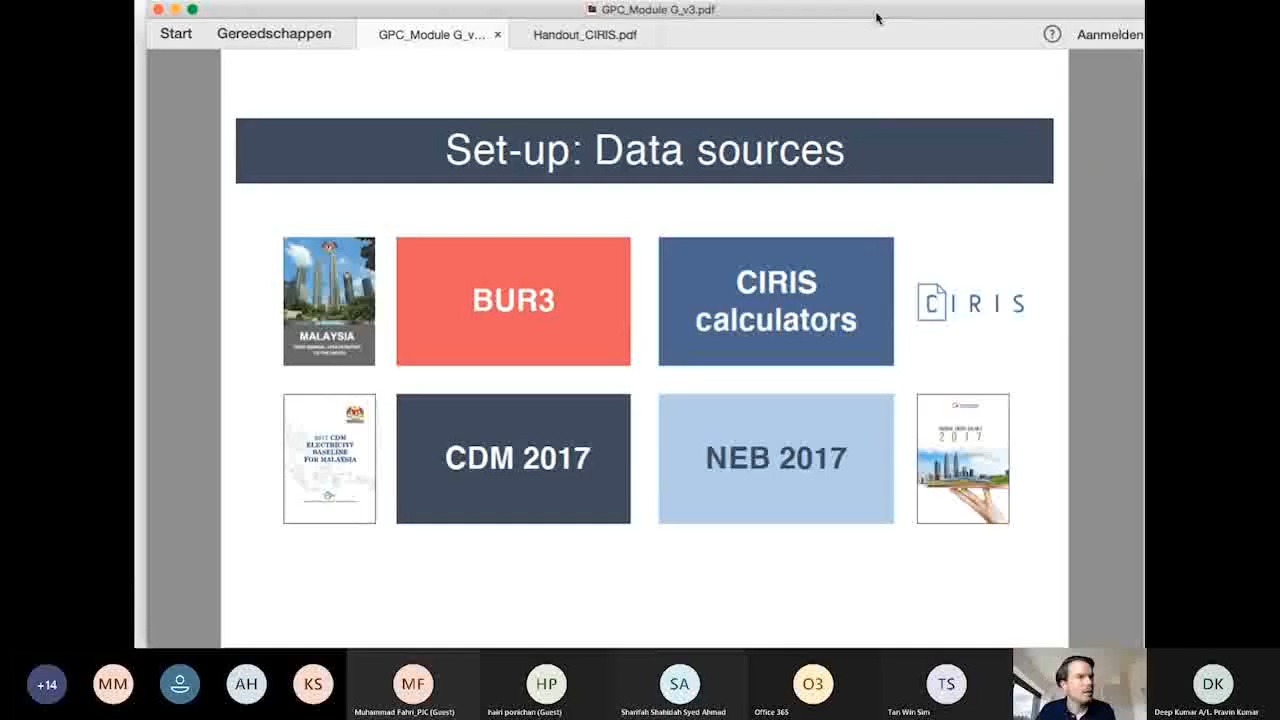 GPC_Module G_v3.pdf
Start
Gereedschappen
GPC_Module G_v...
×
Handout_CIRIS.pdf
?
Aanmelden
Set-up: Data sources
MALAYSIA
BUR3
CIRIS
calculators
CIRIS
2017 CDM
ELECTRICITY
BASELINE
FOR MALAYSIA
CDM 2017
NEB 2017
2017
+14
MM
AH
KS
MF
HP
SA
O3
TS
DK
Muhammad Fahri_PJC (Guest)
hairi ponichan (Guest)
Sharifah Shahidah Syed Ahmad
Office 365
Tan Win Sim
Deep Kumar A/L. Pravin Kumar